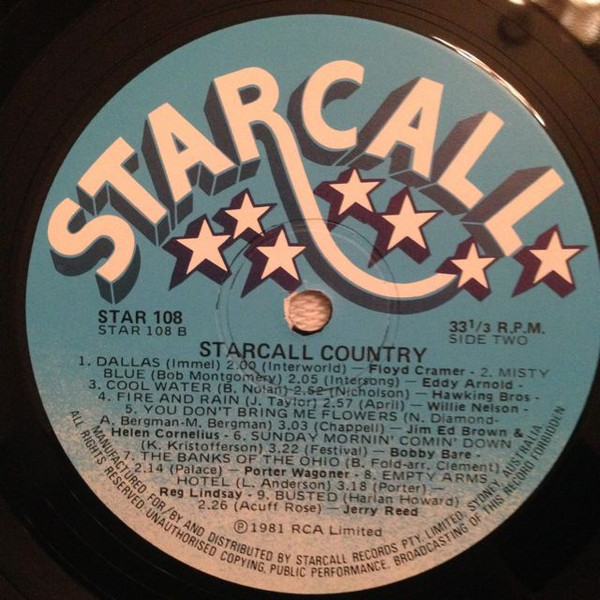 STARCALL
STAR 108
STAR 108 B
33 1/3 R.P.M.
SIDE TWO
STARCALL COUNTRY
1. DALLAS (Immel) 2.00 (Interworld) — Floyd Cramer - 2. MISTY
BLUE (Bob Montgomery) 2.05 (Intersong) — Eddy Arnold -
3. COOL WATER (B. Nolan) 2.52 (Nicholson) — Hawking Bros -
4. FIRE AND RAIN (J. Taylor) 2.57 (April) — Willie Nelson -
5. YOU DON'T BRING ME FLOWERS (N. Diamond-
A. Bergman-M. Bergman) 3.03 (Chappell) — Jim Ed Brown &
Helen Cornelius - 6. SUNDAY MORNIN' COMIN' DOWN
(K. Kristofferson) 3.22 (Festival) — Bobby Bare -
7. THE BANKS OF THE OHIO (B. Fold-arr. Clement)
2.14 (Palace) — Porter Wagoner - 8. EMPTY ARMS
HOTEL (L. Anderson) 3.18 (Porter) —
Reg Lindsay - 9. BUSTED (Harlan Howard)
2.26 (Acuff Rose) — Jerry Reed
℗ 1981 RCA Limited
MANUFACTURED FOR/BY AND DISTRIBUTED BY STARCALL RECORDS PTY. LIMITED, SYDNEY, AUSTRALIA
ALL RIGHTS RESERVED. UNAUTHORISED COPYING, PUBLIC PERFORMANCE, BROADCASTING OF THIS RECORD FORBIDDEN